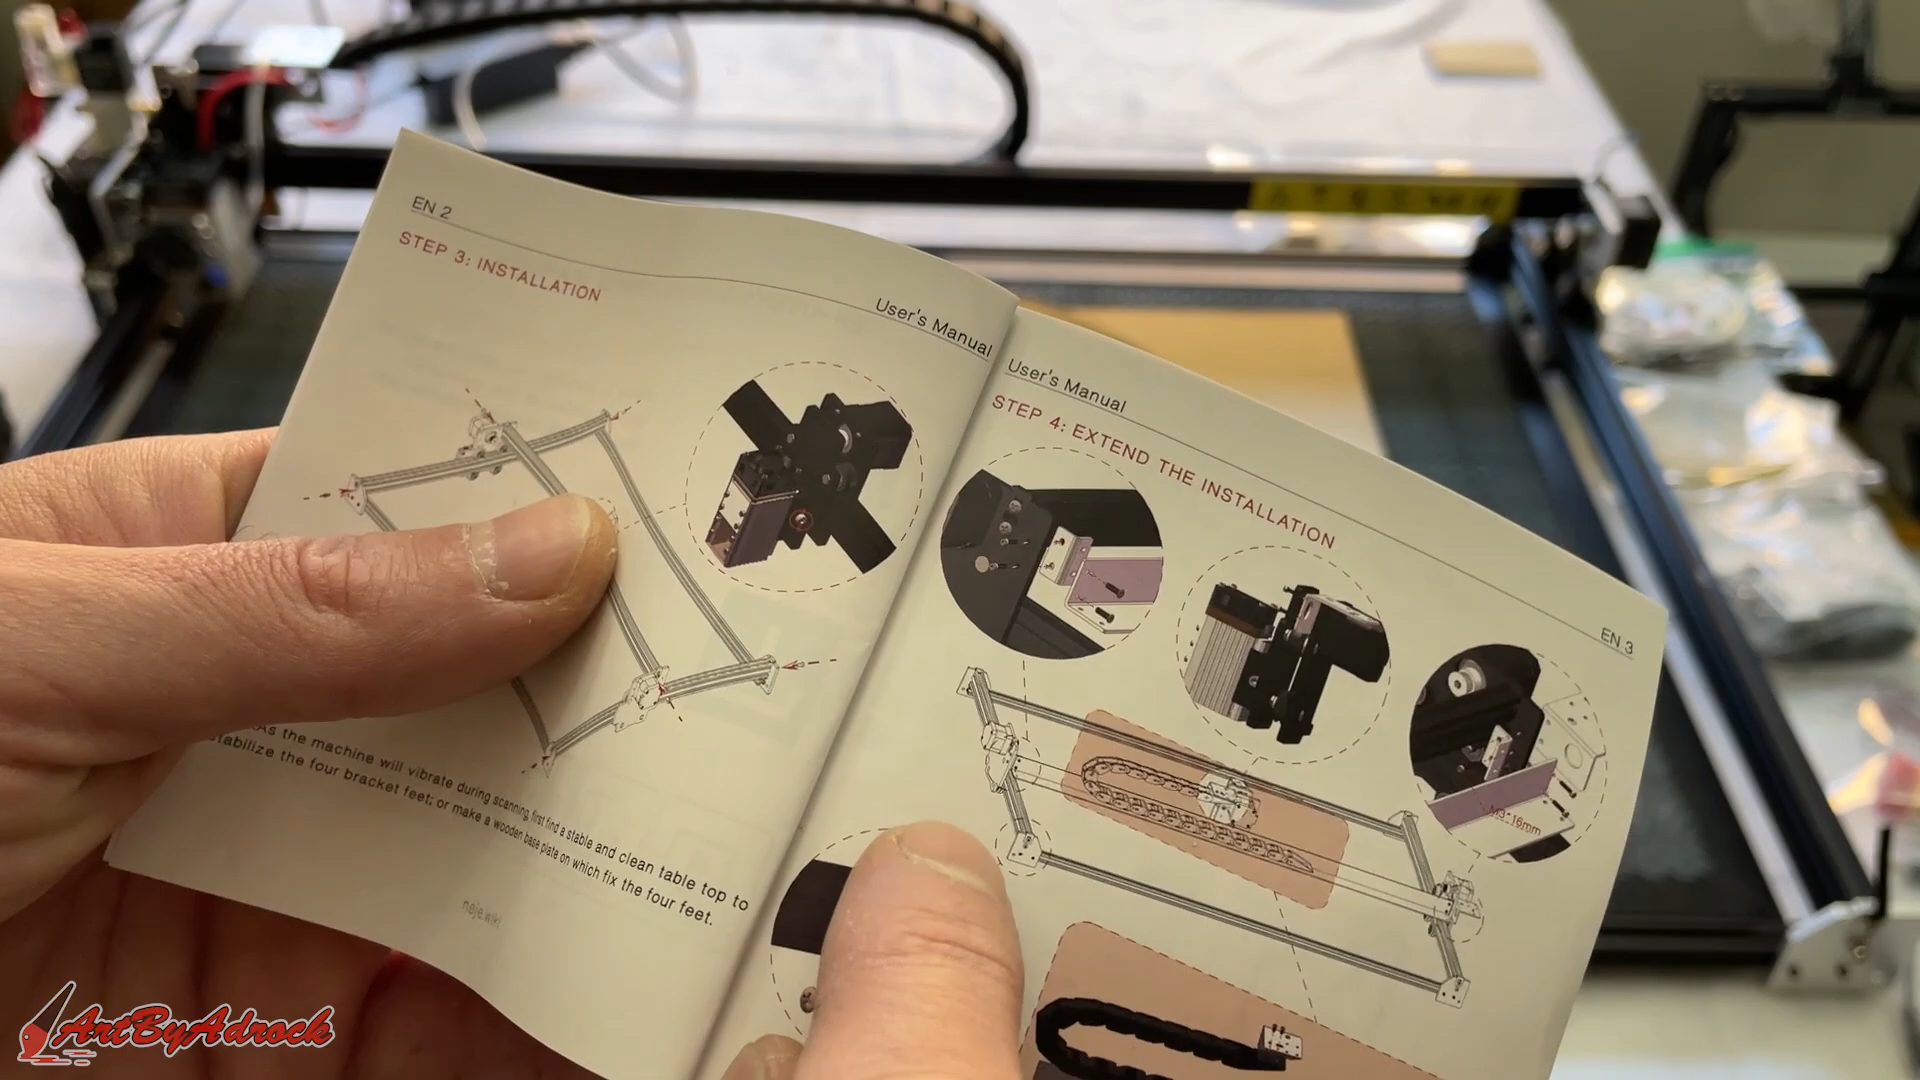 EN 2
User's Manual
STEP 3: INSTALLATION
As the machine will vibrate during scanning, first find a stable and clean table top to
stabilize the four bracket feet; or make a wooden base plate on which fix the four feet.
neje.wiki
User's Manual
EN 3
STEP 4: EXTEND THE INSTALLATION
M3*16mm
ArtByAdrock